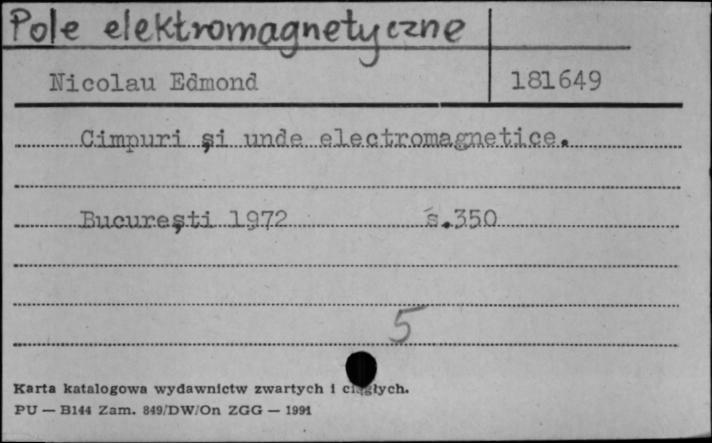 Pole elektromagnetyczne
Nicolau Edmond 181649
Cimpuri și unde electromagnetice.
București 1972 s.350
5
Karta katalogowa wydawnictw zwartych i ciągłych.
PU — B144 Zam. 849/DW/On ZGG — 1991